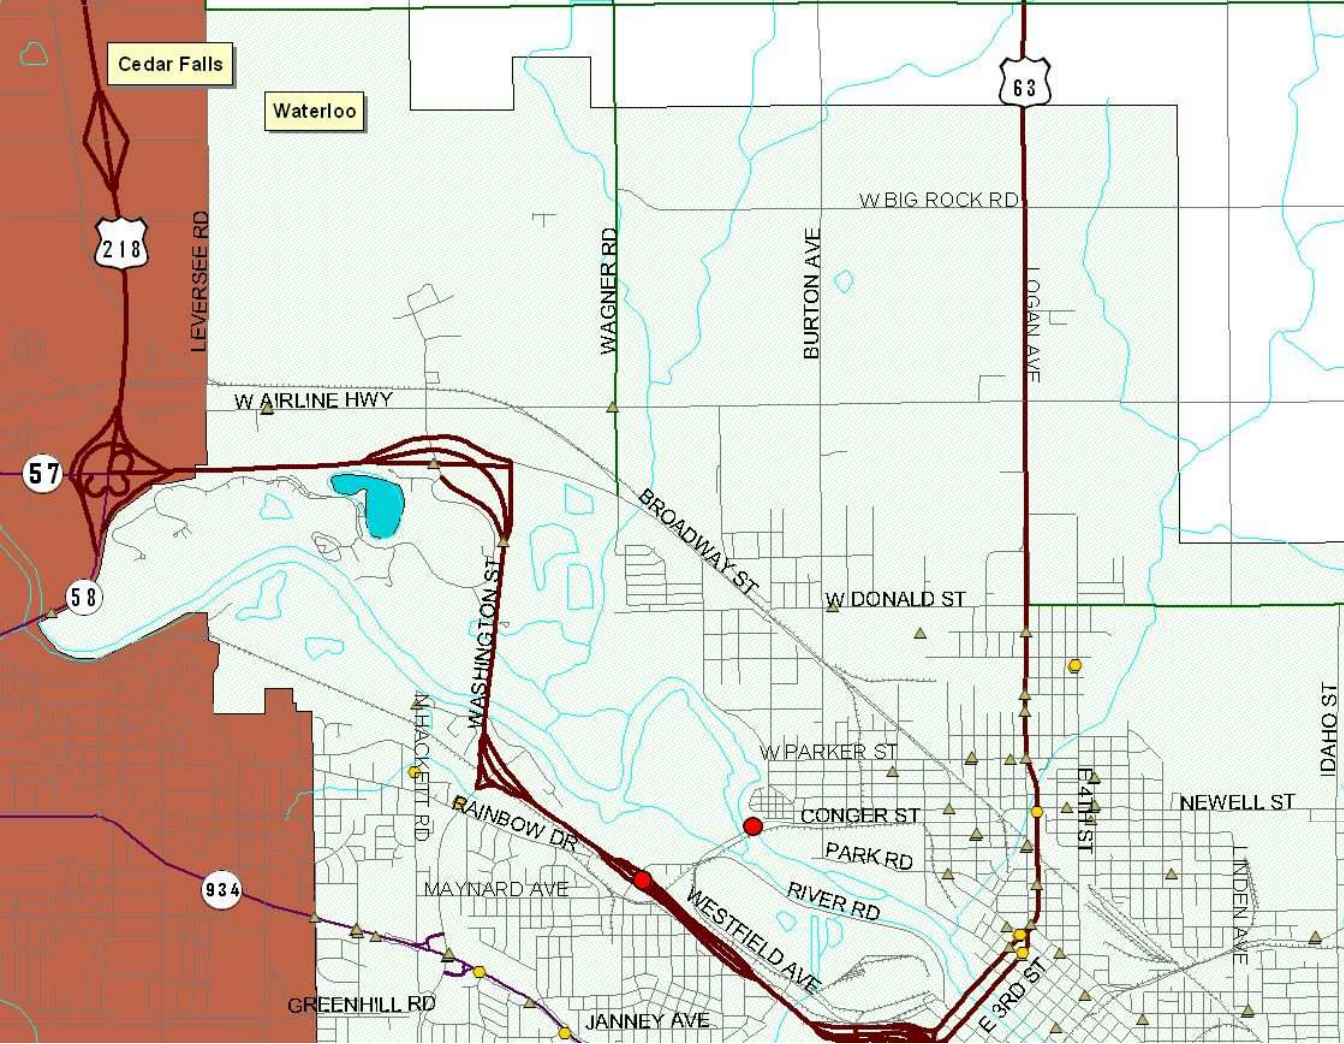 Cedar Falls
Waterloo
63
218
LEVERSEE RD
WAGNER RD
BURTON AVE
W BIG ROCK RD
LOGAN AVE
W AIRLINE HWY
57
58
BROADWAY ST
W DONALD ST
WASHINGTON ST
N HACKETT RD
W PARKER ST
IDAHO ST
E 4TH ST
NEWELL ST
RAINBOW DR
CONGER ST
PARK RD
934
MAYNARD AVE
RIVER RD
LINDEN AVE
WESTFIELD AVE
GREENHILL RD
JANNEY AVE
E 3RD ST